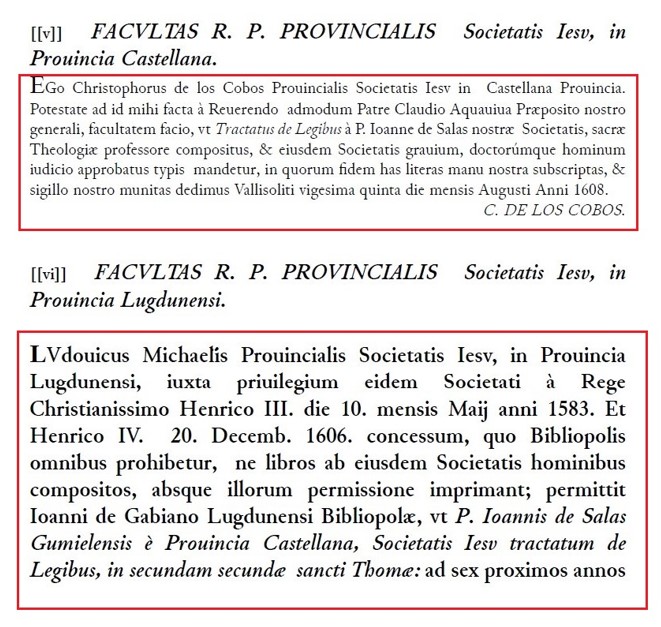 [[v]] FACVLTAS R. P. PROVINCIALIS Societatis Iesv, in
Prouincia Castellana.
EGo Christophorus de los Cobos Prouincialis Societatis Iesv in Castellana Prouincia.
Potestate ad id mihi facta à Reuerendo admodum Patre Claudio Aquauiua Præposito nostro
generali, facultatem facio, vt Tractatus de Legibus à P. Ioanne de Salas nostræ Societatis, sacræ
Theologiæ professore compositus, & eiusdem Societatis grauium, doctorúmque hominum
iudicio approbatus typis mandetur, in quorum fidem has literas manu nostra subscriptas, &
sigillo nostro munitas dedimus Vallisoliti vigesima quinta die mensis Augusti Anni 1608.
C. DE LOS COBOS.
[[vi]] FACVLTAS R. P. PROVINCIALIS Societatis Iesv, in
Prouincia Lugdunensi.
LVdouicus Michaelis Prouincialis Societatis Iesv, in Prouincia
Lugdunensi, iuxta priuilegium eidem Societati à Rege
Christianissimo Henrico III. die 10. mensis Maij anni 1583. Et
Henrico IV. 20. Decemb. 1606. concessum, quo Bibliopolis
omnibus prohibetur, ne libros ab eiusdem Societatis hominibus
compositos, absque illorum permissione imprimant; permittit
Ioanni de Gabiano Lugdunensi Bibliopolæ, vt P. Ioannis de Salas
Gumielensis è Prouincia Castellana, Societatis Iesv tractatum de
Legibus, in secundam secundæ sancti Thomæ: ad sex proximos annos